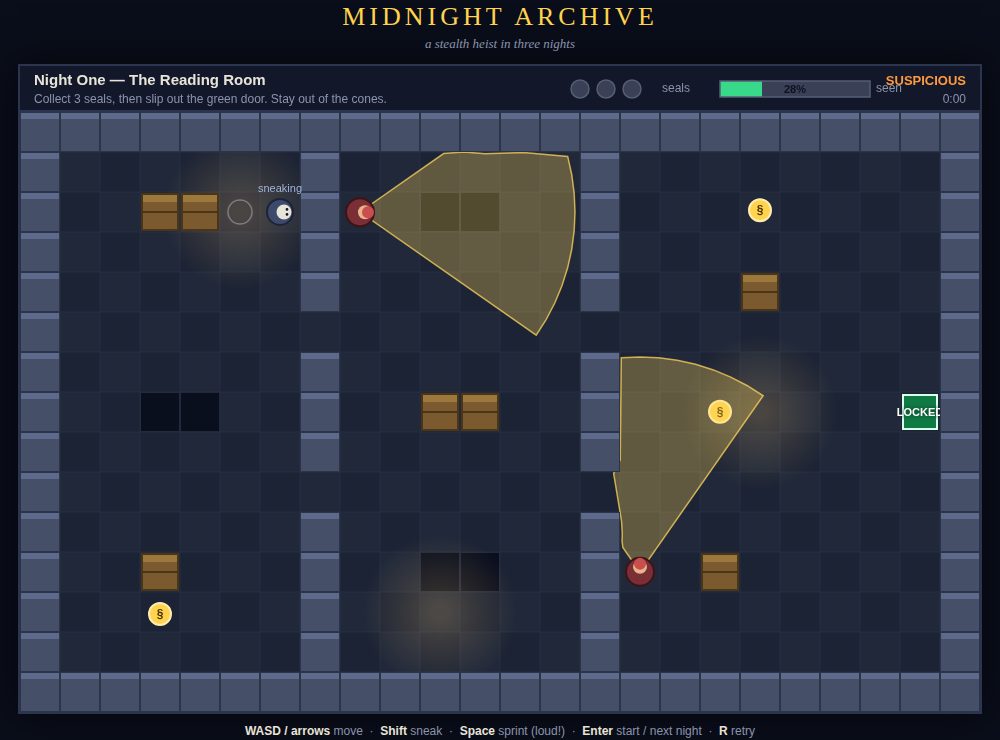 MIDNIGHT ARCHIVE
a stealth heist in three nights
Night One — The Reading Room
Collect 3 seals, then slip out the green door. Stay out of the cones.
seals
28%
seen
SUSPICIOUS
0:00
sneaking
§
§
LOCKED
§
WASD / arrows move · Shift sneak · Space sprint (loud!) · Enter start / next night · R retry